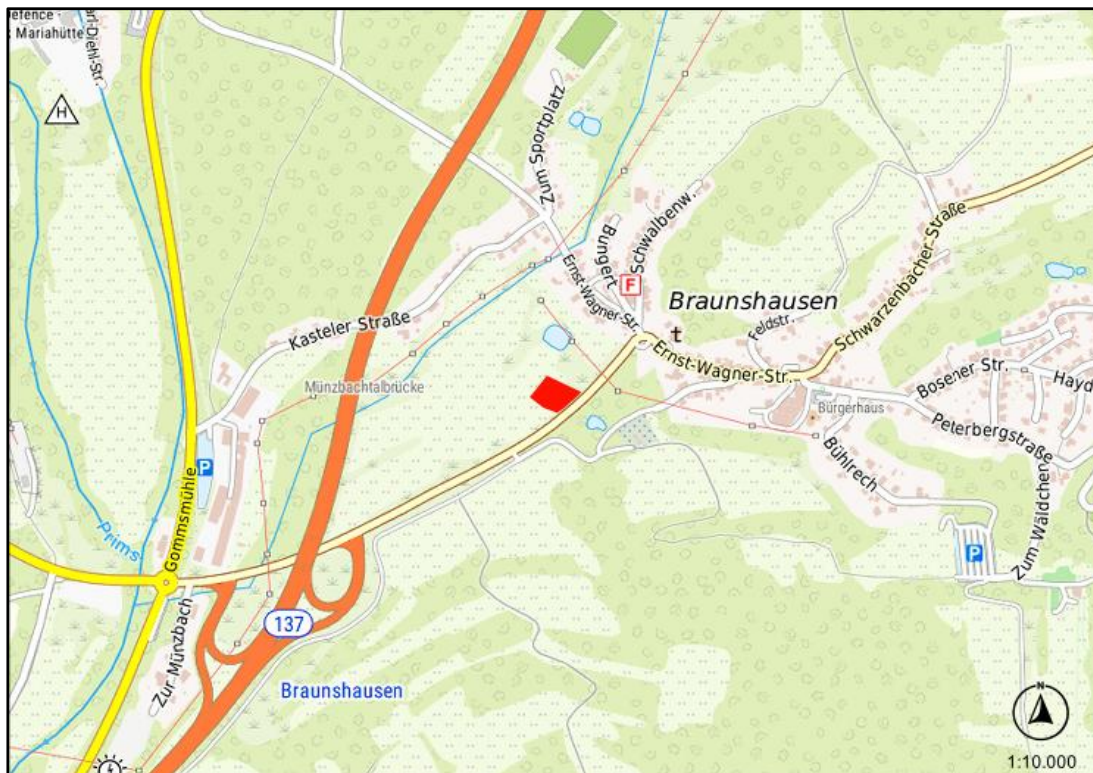 Defence -
Mariahütte
Karl-Diehl-Str.
H
Zum Sportplatz
Schwalbenw.
Bungert
F
Ernst-Wagner-Str.
Braunshausen
t
Feldstr.
Schwarzenbacher Straße
Kasteler Straße
Münzbachtalbrücke
Ernst-Wagner-Str.
Bosener Str.
Hayd
Bürgerhaus
Peterbergstraße
Bühlrech
P
Gommsmühle
Prims
P
Zum Wäldchen
137
Zur Münzbach
Braunshausen
N
1:10.000